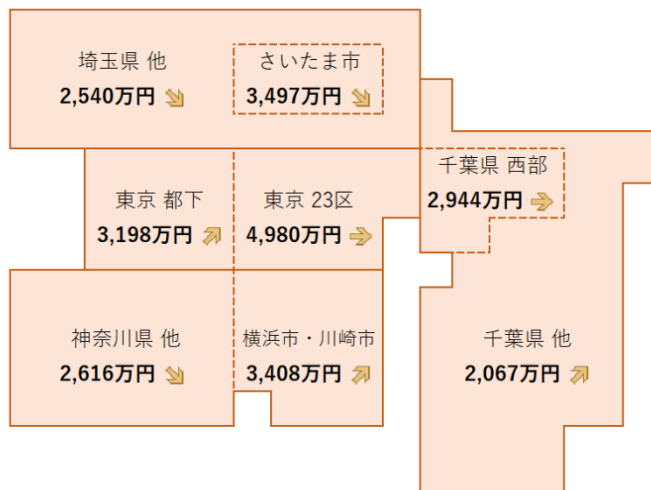 埼玉県 他
2,540万円
さいたま市
3,497万円
千葉県 西部
2,944万円
東京 都下
3,198万円
東京 23区
4,980万円
神奈川県 他
2,616万円
横浜市・川崎市
3,408万円
千葉県 他
2,067万円